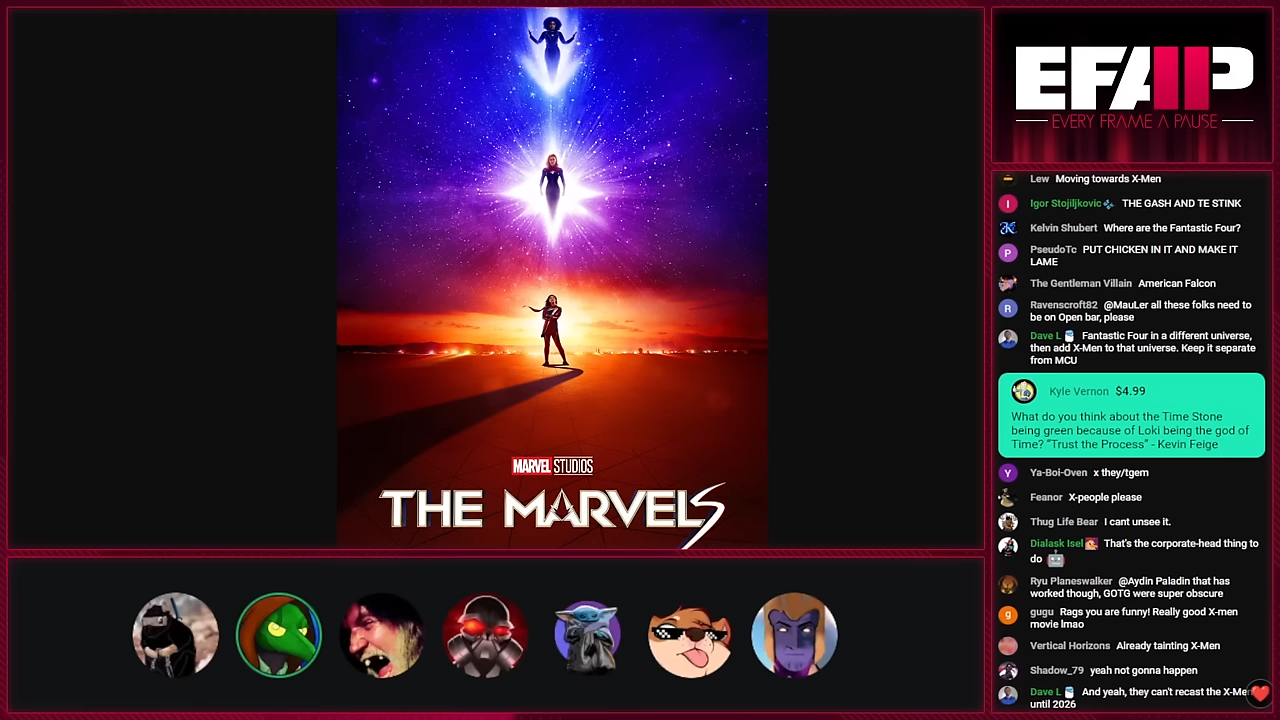 MARVEL STUDIOS
THE MARVELS
EFAP
EVERY FRAME A PAUSE
Lew Moving towards X-Men
I Igor Stojiljkovic THE GASH AND TE STINK
Kelvin Shubert Where are the Fantastic Four?
P PseudoTc PUT CHICKEN IN IT AND MAKE IT
LAME
The Gentleman Villain American Falcon
R Ravenscroft82 @MauLer all these folks need to
be on Open bar, please
Dave L Fantastic Four in a different universe,
then add X-Men to that universe. Keep it separate
from MCU
Kyle Vernon $4.99
What do you think about the Time Stone
being green because of Loki being the god of
Time? “Trust the Process” - Kevin Feige
Y Ya-Boi-Oven x they/tgem
Feanor X-people please
Thug Life Bear I cant unsee it.
Dialask Isel That's the corporate-head thing to
do
Ryu Planeswalker @Aydin Paladin that has
worked though, GOTG were super obscure
g gugu Rags you are funny! Really good X-men
movie lmao
Vertical Horizons Already tainting X-Men
Shadow_79 yeah not gonna happen
Dave L And yeah, they can't recast the X-Men
until 2026